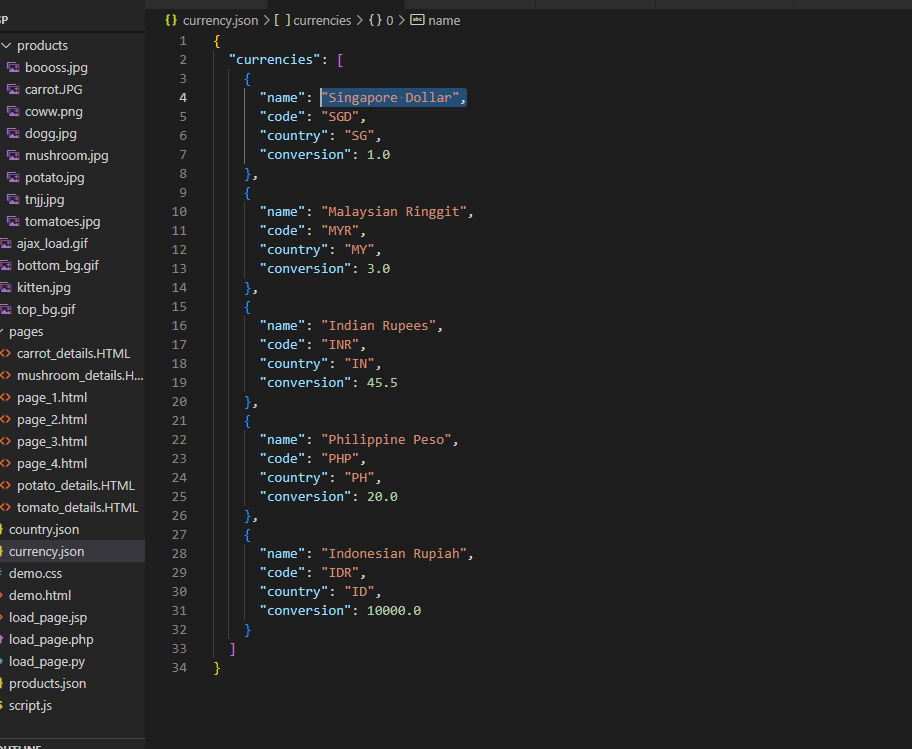 SP
products
boooss.jpg
carrot.JPG
coww.png
dogg.jpg
mushroom.jpg
potato.jpg
tnjj.jpg
tomatoes.jpg
ajax_load.gif
bottom_bg.gif
kitten.jpg
top_bg.gif
pages
carrot_details.HTML
mushroom_details.H...
page_1.html
page_2.html
page_3.html
page_4.html
potato_details.HTML
tomato_details.HTML
country.json
currency.json
demo.css
demo.html
load_page.jsp
load_page.php
load_page.py
products.json
script.js
OUTLINE
{} currency.json > [ ] currencies > {} 0 > abc name
1 {
2 "currencies": [
3 {
4 "name": "Singapore Dollar",
5 "code": "SGD",
6 "country": "SG",
7 "conversion": 1.0
8 },
9 {
10 "name": "Malaysian Ringgit",
11 "code": "MYR",
12 "country": "MY",
13 "conversion": 3.0
14 },
15 {
16 "name": "Indian Rupees",
17 "code": "INR",
18 "country": "IN",
19 "conversion": 45.5
20 },
21 {
22 "name": "Philippine Peso",
23 "code": "PHP",
24 "country": "PH",
25 "conversion": 20.0
26 },
27 {
28 "name": "Indonesian Rupiah",
29 "code": "IDR",
30 "country": "ID",
31 "conversion": 10000.0
32 }
33 ]
34 }